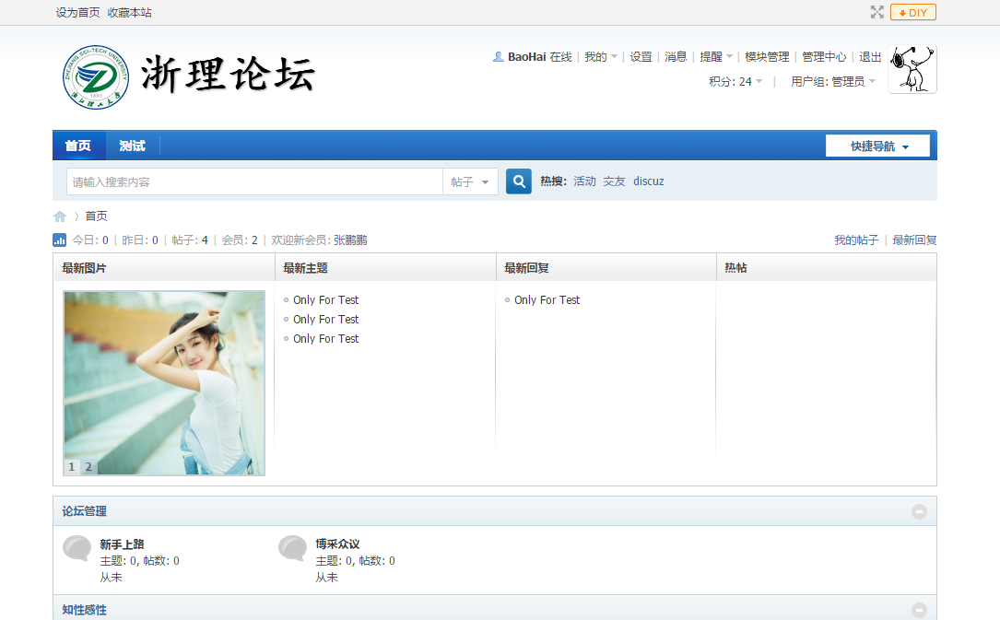 设为首页 收藏本站
DIY
ZHEJIANG SCI-TECH UNIVERSITY
1897
浙江理工大学
浙理论坛
BaoHai 在线 | 我的 | 设置 | 消息 | 提醒 | 模块管理 | 管理中心 | 退出
积分: 24 | 用户组: 管理员
首页 测试 快捷导航
请输入搜索内容 帖子 热搜: 活动 交友 discuz
首页
今日: 0 | 昨日: 0 | 帖子: 4 | 会员: 2 | 欢迎新会员: 张鹏鹏 我的帖子 | 最新回复
最新图片 最新主题 最新回复 热帖
Only For Test Only For Test
Only For Test
Only For Test
1 2
论坛管理
新手上路 博采众议
主题: 0, 帖数: 0 主题: 0, 帖数: 0
从未 从未
知性感性